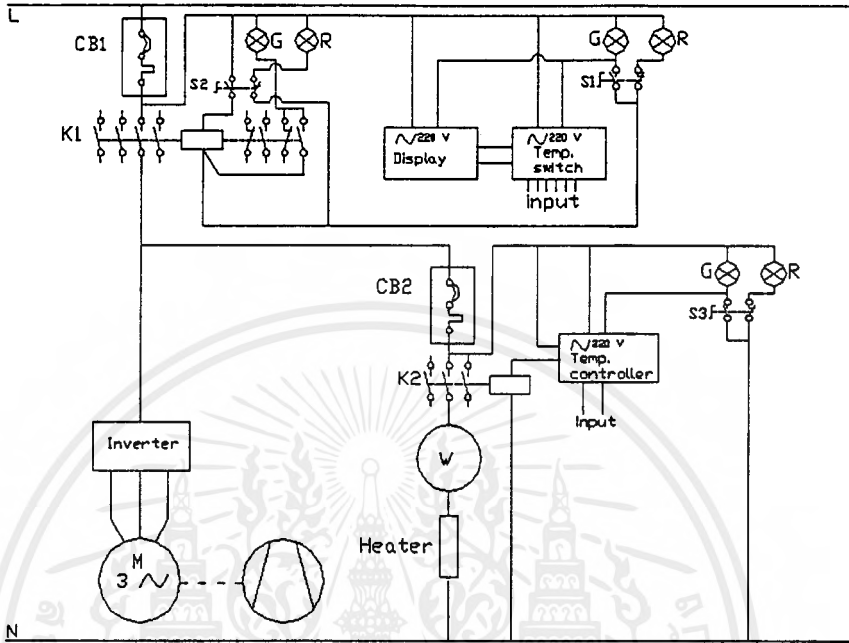 L
CB1
G
R
S2
G
R
S1
K1
220 V
Display
220 V
Temp.
switch
input
CB2
G
R
S3
220 V
Temp.
controller
Input
K2
Inverter
W
Heater
M
3
N